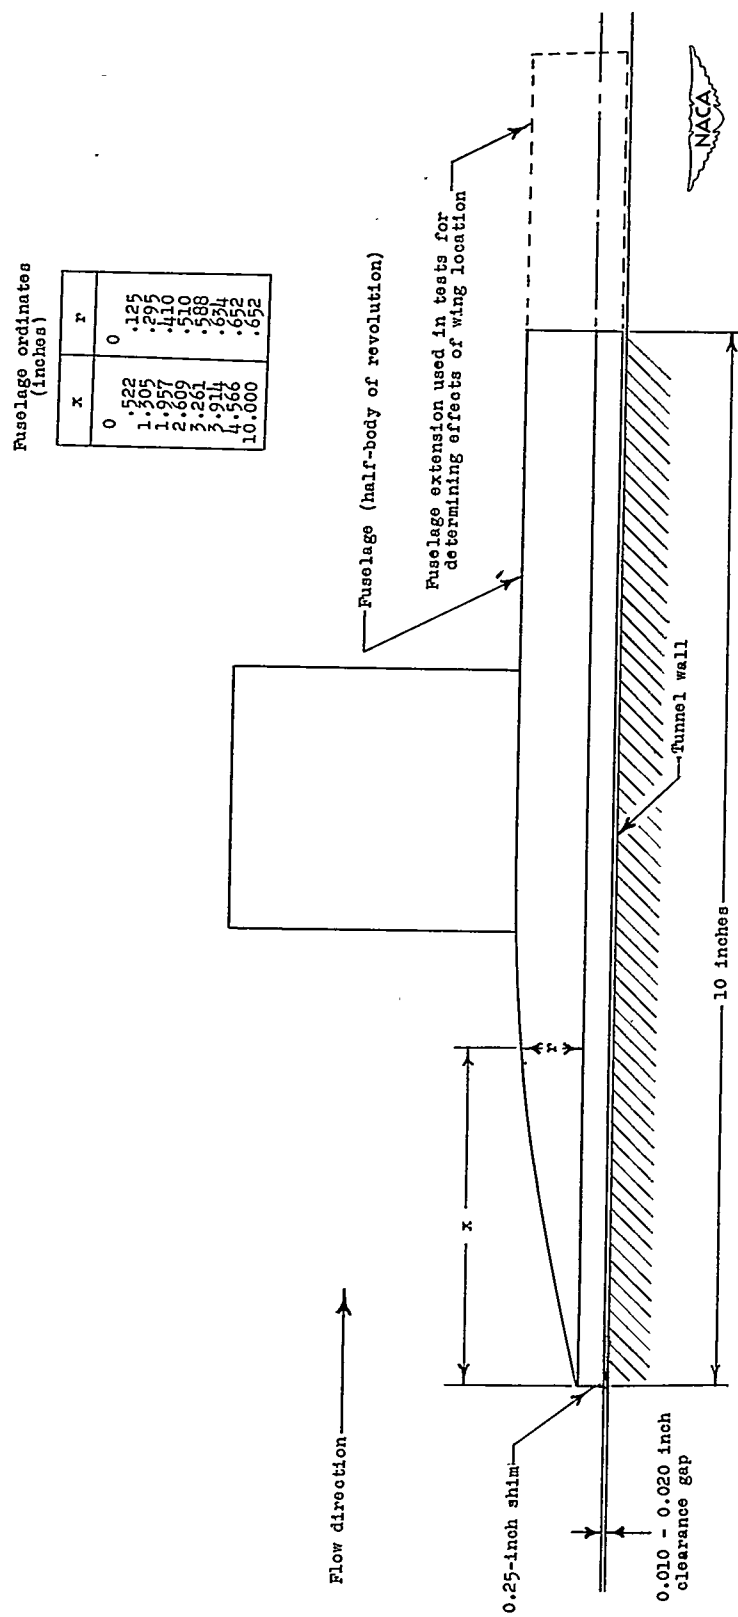 Fuselage ordinates
(inches)
x r
0 0
.522 .125
1.305 .295
1.957 .410
2.609 .510
3.261 .588
3.914 .634
4.566 .652
10.000 .652
Fuselage (half-body of revolution)
Fuselage extension used in tests for
determining effects of wing location
Flow direction
x
r
0.25-inch shim
Tunnel wall
10 inches
0.010 - 0.020 inch
clearance gap
NACA